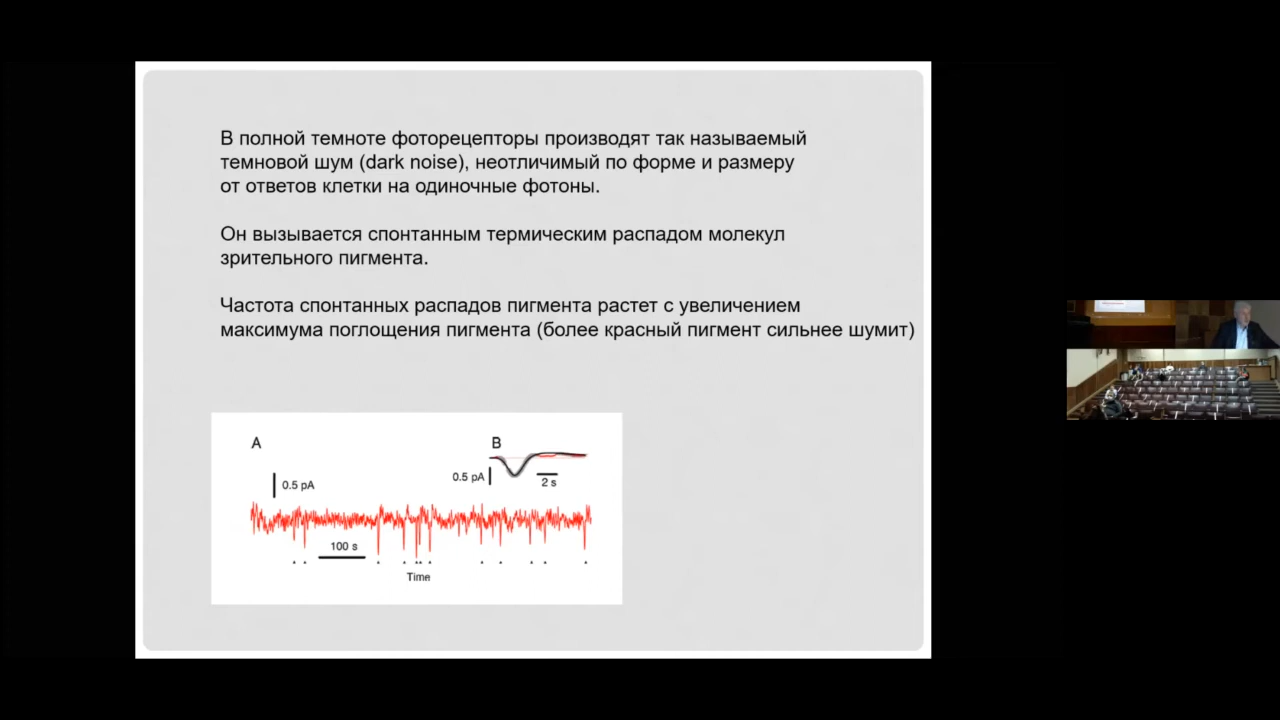 В полной темноте фоторецепторы производят так называемый
темновой шум (dark noise), неотличимый по форме и размеру
от ответов клетки на одиночные фотоны.
Он вызывается спонтанным термическим распадом молекул
зрительного пигмента.
Частота спонтанных распадов пигмента растет с увеличением
максимума поглощения пигмента (более красный пигмент сильнее шумит)
A
0.5 pA
100 s
Time
B
0.5 pA
2 s